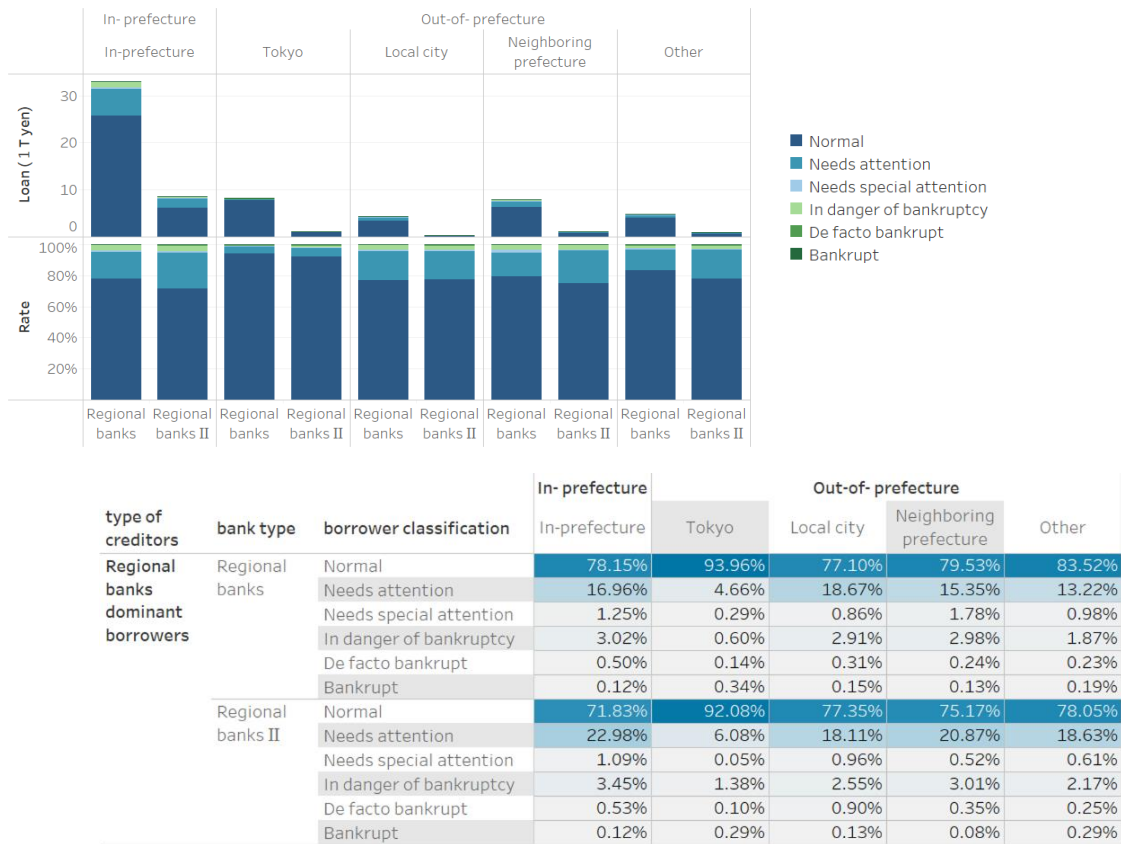 In- prefecture Out-of- prefecture
In-prefecture Tokyo Local city Neighboring prefecture Other
Loan ( 1 T yen)
30
20
10
0
Rate
100%
80%
60%
40%
20%
Regional banks Regional banks II Regional banks Regional banks II Regional banks Regional banks II Regional banks Regional banks II Regional banks Regional banks II
Normal
Needs attention
Needs special attention
In danger of bankruptcy
De facto bankrupt
Bankrupt
In- prefecture Out-of- prefecture
type of creditors bank type borrower classification In-prefecture Tokyo Local city Neighboring prefecture Other
Regional banks dominant borrowers Regional banks Normal 78.15% 93.96% 77.10% 79.53% 83.52%
Needs attention 16.96% 4.66% 18.67% 15.35% 13.22%
Needs special attention 1.25% 0.29% 0.86% 1.78% 0.98%
In danger of bankruptcy 3.02% 0.60% 2.91% 2.98% 1.87%
De facto bankrupt 0.50% 0.14% 0.31% 0.24% 0.23%
Bankrupt 0.12% 0.34% 0.15% 0.13% 0.19%
Regional banks II Normal 71.83% 92.08% 77.35% 75.17% 78.05%
Needs attention 22.98% 6.08% 18.11% 20.87% 18.63%
Needs special attention 1.09% 0.05% 0.96% 0.52% 0.61%
In danger of bankruptcy 3.45% 1.38% 2.55% 3.01% 2.17%
De facto bankrupt 0.53% 0.10% 0.90% 0.35% 0.25%
Bankrupt 0.12% 0.29% 0.13% 0.08% 0.29%